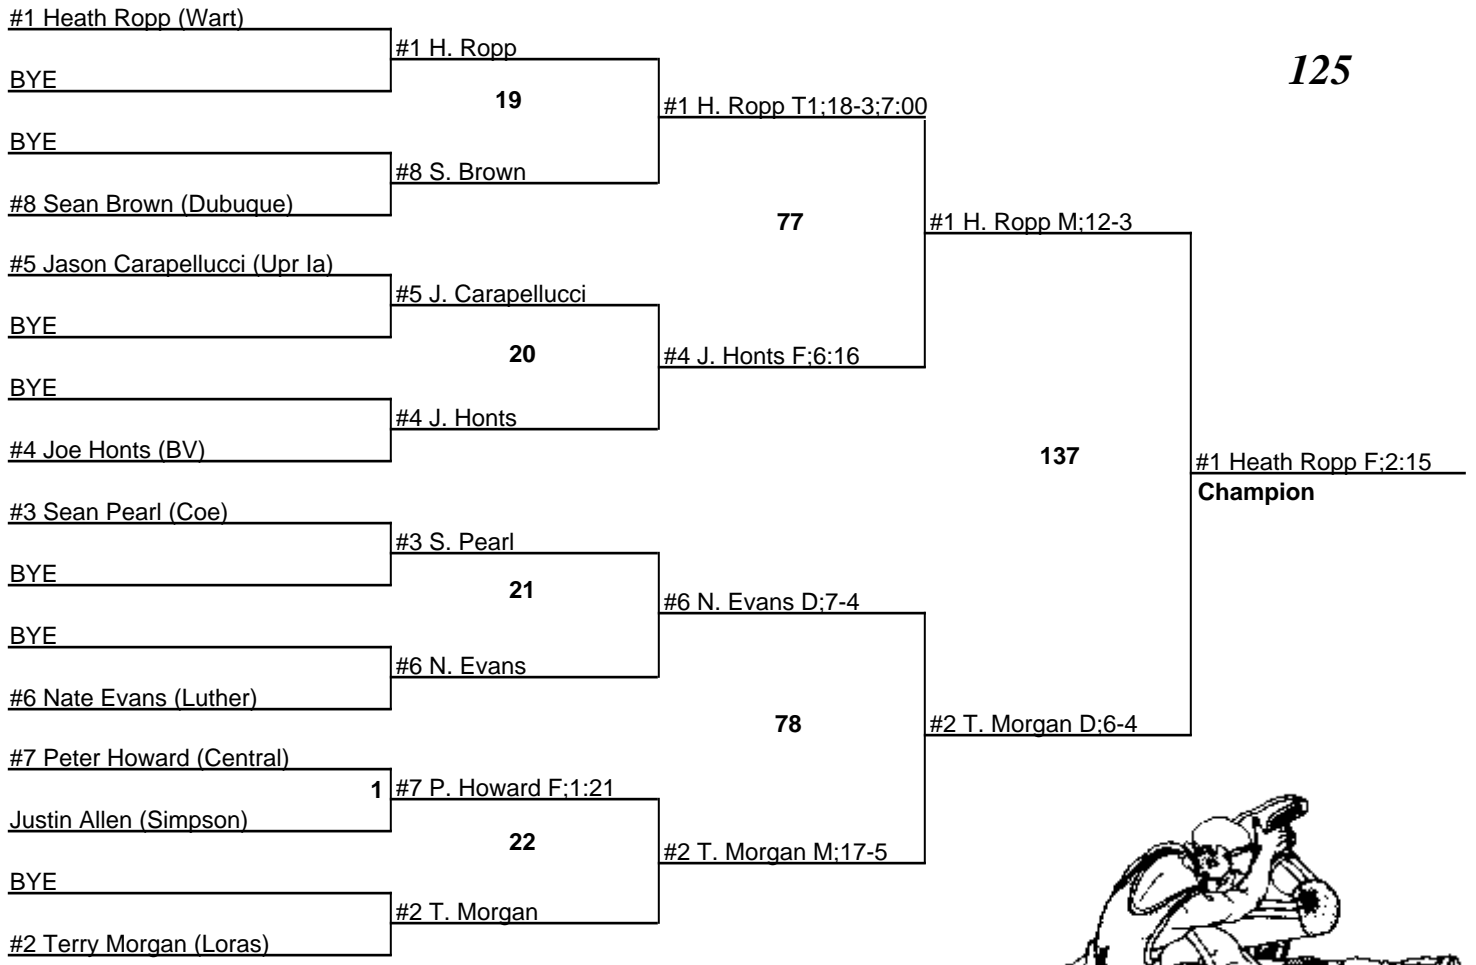 #1 Heath Ropp (Wart)
BYE
BYE
#8 Sean Brown (Dubuque)
#5 Jason Carapellucci (Upr Ia)
BYE
BYE
#4 Joe Honts (BV)
#3 Sean Pearl (Coe)
BYE
BYE
#6 Nate Evans (Luther)
#7 Peter Howard (Central)
1
Justin Allen (Simpson)
BYE
#2 Terry Morgan (Loras)
#1 H. Ropp
19
#8 S. Brown
#5 J. Carapellucci
20
#4 J. Honts
#3 S. Pearl
21
#6 N. Evans
#7 P. Howard F;1:21
22
#2 T. Morgan
#1 H. Ropp T1;18-3;7:00
77
#4 J. Honts F;6:16
#6 N. Evans D;7-4
78
#2 T. Morgan M;17-5
#1 H. Ropp M;12-3
137
#2 T. Morgan D;6-4
125
#1 Heath Ropp F;2:15
Champion